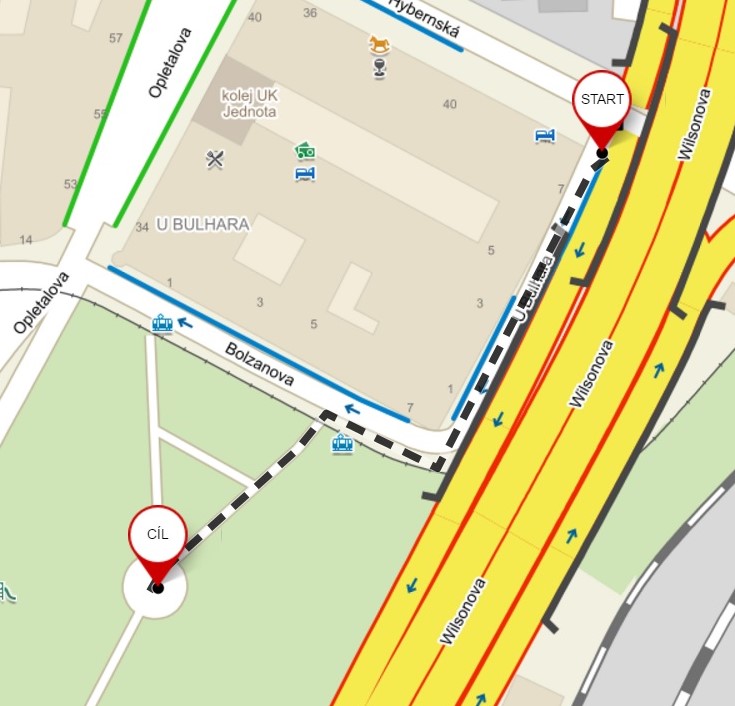 Hybernská
40
36
57
Opletalova
kolej UK
Jednota
40
START
Wilsonova
55
53
7
34
U BULHARA
14
5
U Bulhara
1
3
3
5
Opletalova
Bolzanova
Wilsonova
1
7
CÍL
Wilsonova